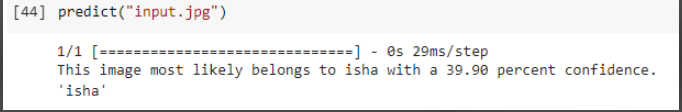 [44] predict("input.jpg")
1/1 [==============================] - 0s 29ms/step
This image most likely belongs to isha with a 39.90 percent confidence.
'isha'